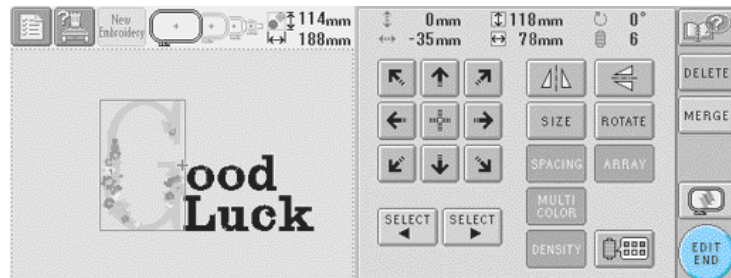 New
Embroidery
114mm
188mm
0mm
-35mm
118mm
78mm
0°
6
DELETE
MERGE
SIZE
ROTATE
SPACING
ARRAY
MULTI
COLOR
SELECT
SELECT
DENSITY
EDIT
END
G
ood
Luck